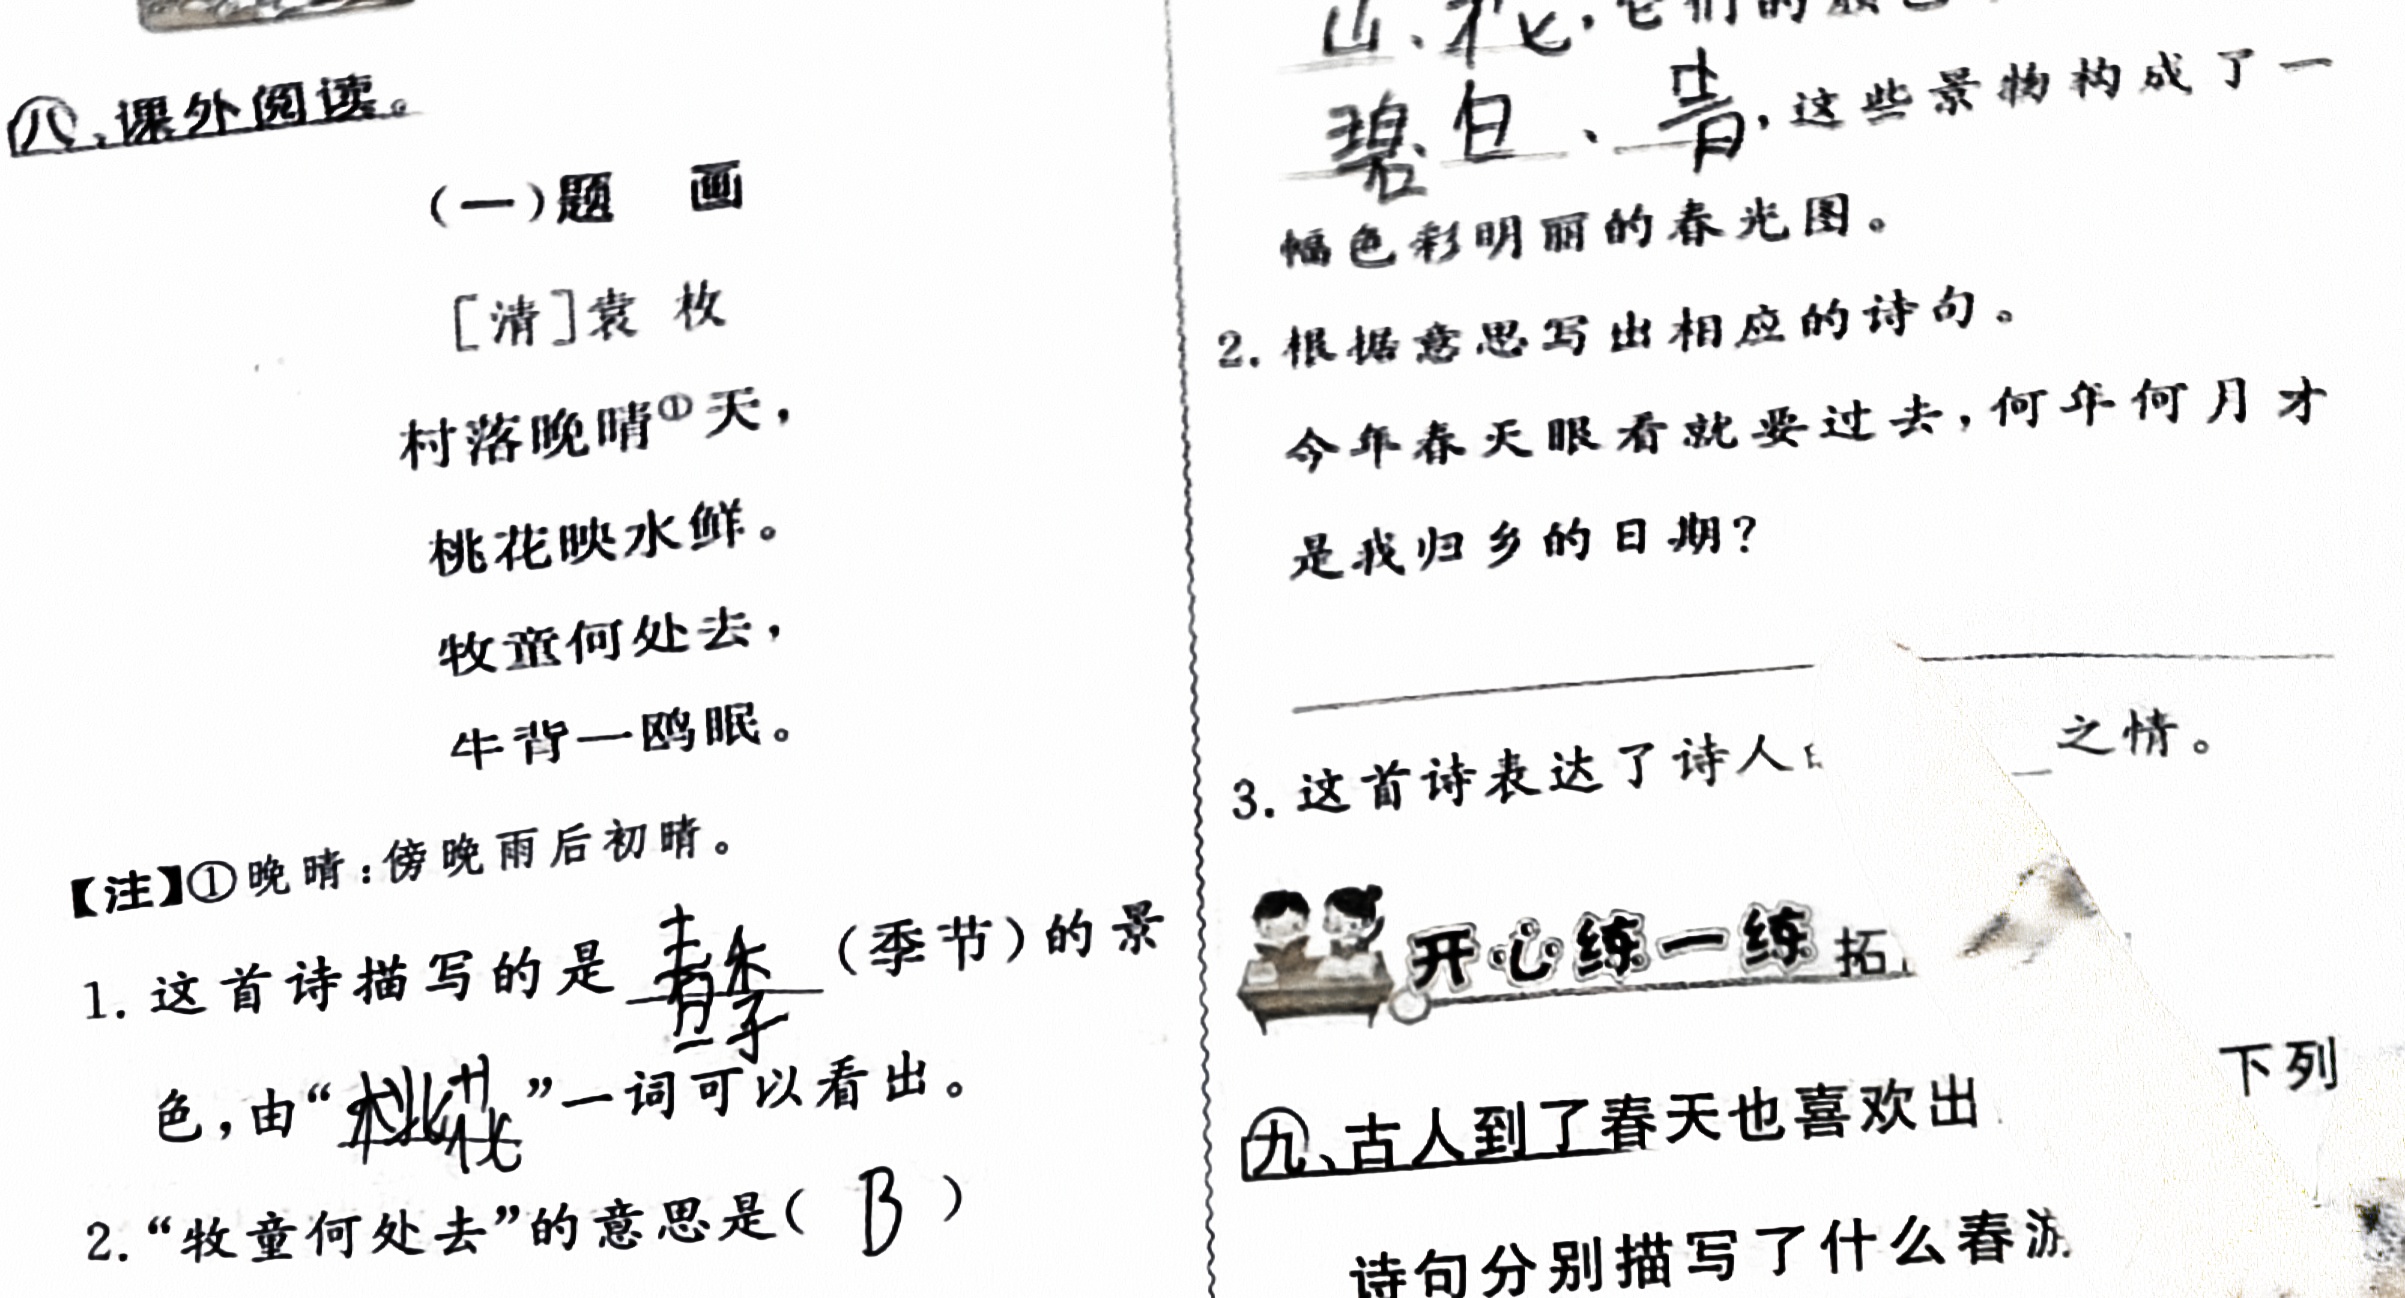 八、课外阅读。
(一)题 画
[清]袁 枚
村落晚晴①天，
桃花映水鲜。
牧童何处去，
牛背一鸥眠。
【注】①晚晴:傍晚雨后初晴。
1. 这首诗描写的是 春季 (季节)的景
色,由“桃花”一词可以看出。
2.“牧童何处去”的意思是( B )
山、花,它们的颜色
碧、白、青,这些景物构成了一
幅色彩明丽的春光图。
2. 根据意思写出相应的诗句。
今年春天眼看就要过去,何年何月才
是我归乡的日期?
3. 这首诗表达了诗人 之情。
开心练一练 拓
九、古人到了春天也喜欢出 下列
诗句分别描写了什么春游